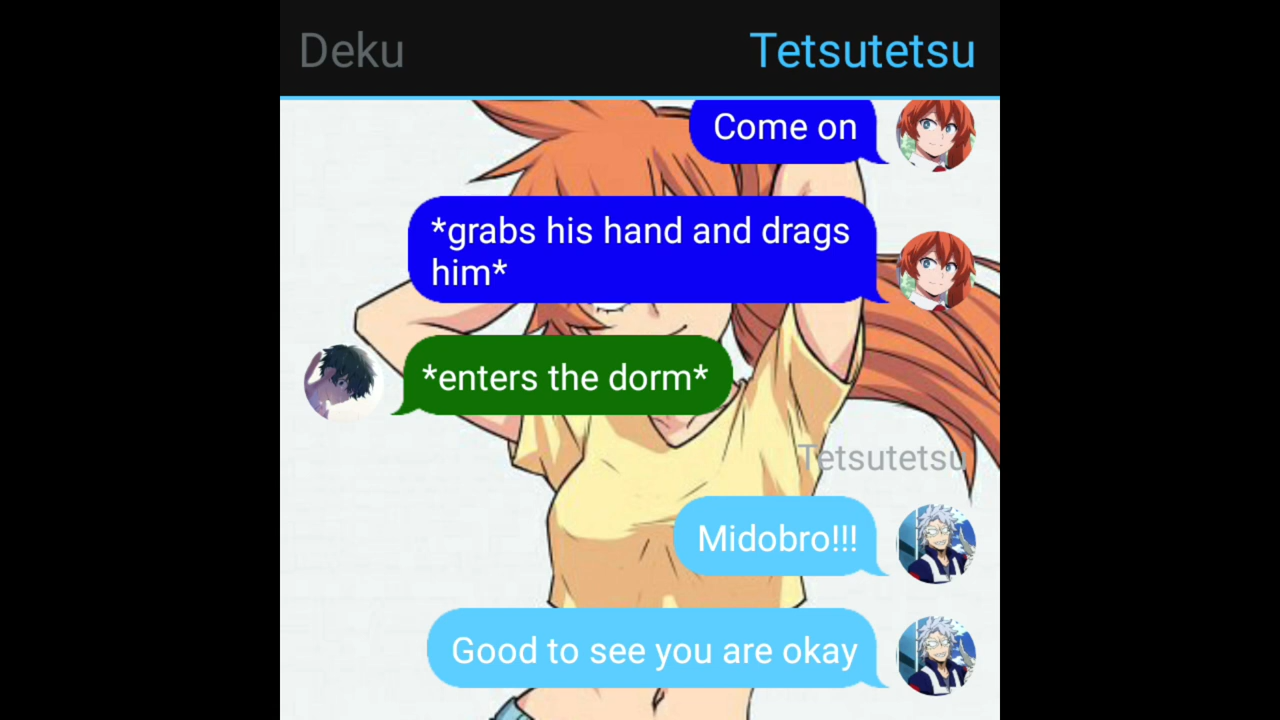 Deku Tetsutetsu
Come on
*grabs his hand and drags
him*
*enters the dorm*
Tetsutetsu
Midobro!!!
Good to see you are okay